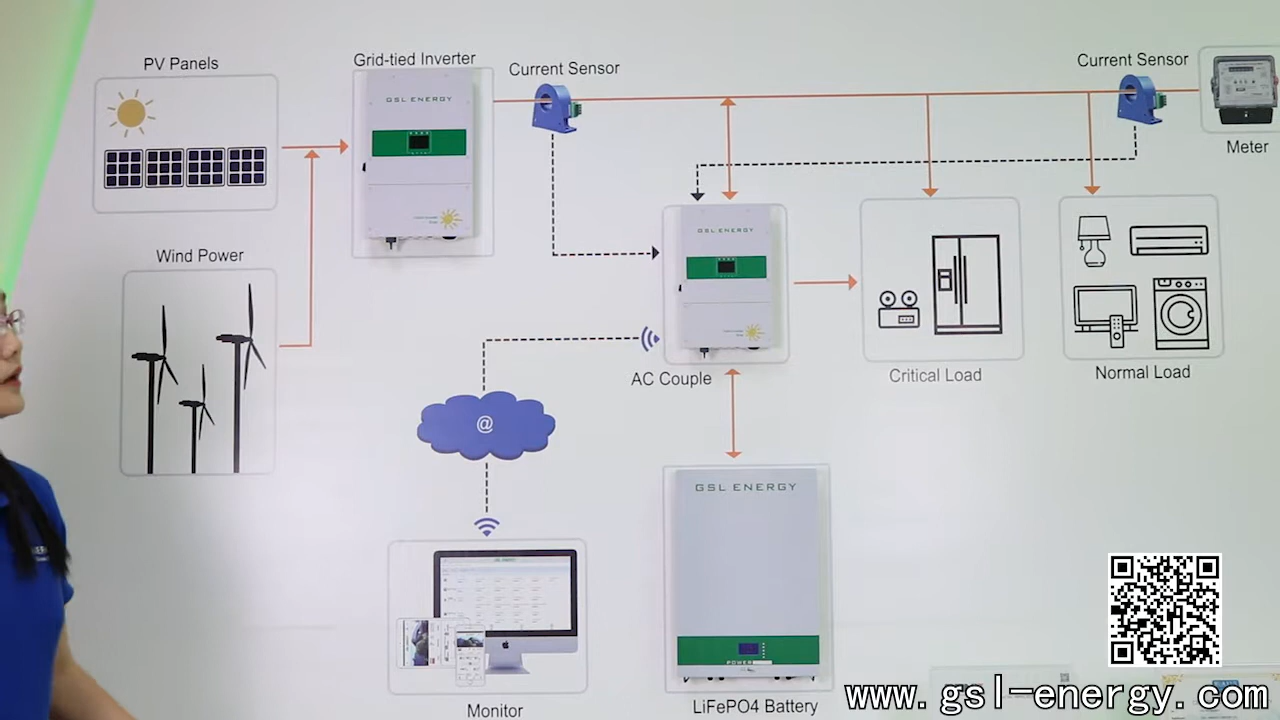 PV Panels
Grid-tied Inverter
Current Sensor
Current Sensor
GSL ENERGY
Meter
Wind Power
GSL ENERGY
AC Couple
Critical Load
Normal Load
@
GSL ENERGY
POWER
Monitor
LiFePO4 Battery
www.gsl-energy.com